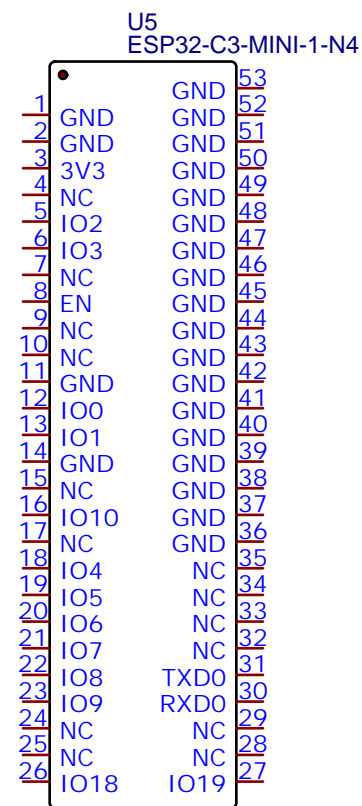 U5
ESP32-C3-MINI-1-N4
GND 53
1 GND GND 52
2 GND GND 51
3 3V3 GND 50
4 NC GND 49
5 IO2 GND 48
6 IO3 GND 47
7 NC GND 46
8 EN GND 45
9 NC GND 44
10 NC GND 43
11 GND GND 42
12 IO0 GND 41
13 IO1 GND 40
14 GND GND 39
15 NC GND 38
16 IO10 GND 37
17 NC GND 36
18 IO4 NC 35
19 IO5 NC 34
20 IO6 NC 33
21 IO7 NC 32
22 IO8 TXD0 31
23 IO9 RXD0 30
24 NC NC 29
25 NC NC 28
26 IO18 IO19 27